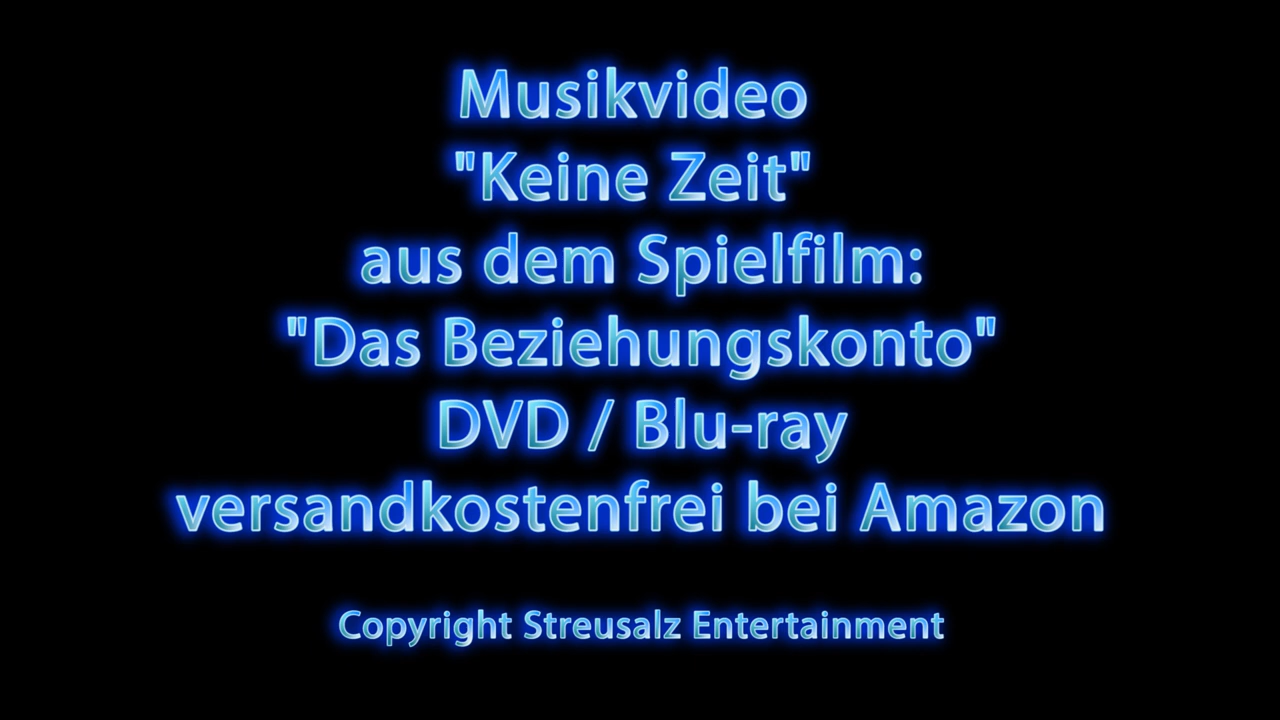 Musikvideo
"Keine Zeit"
aus dem Spielfilm:
"Das Beziehungskonto"
DVD / Blu-ray
versandkostenfrei bei Amazon
Copyright Streusalz Entertainment